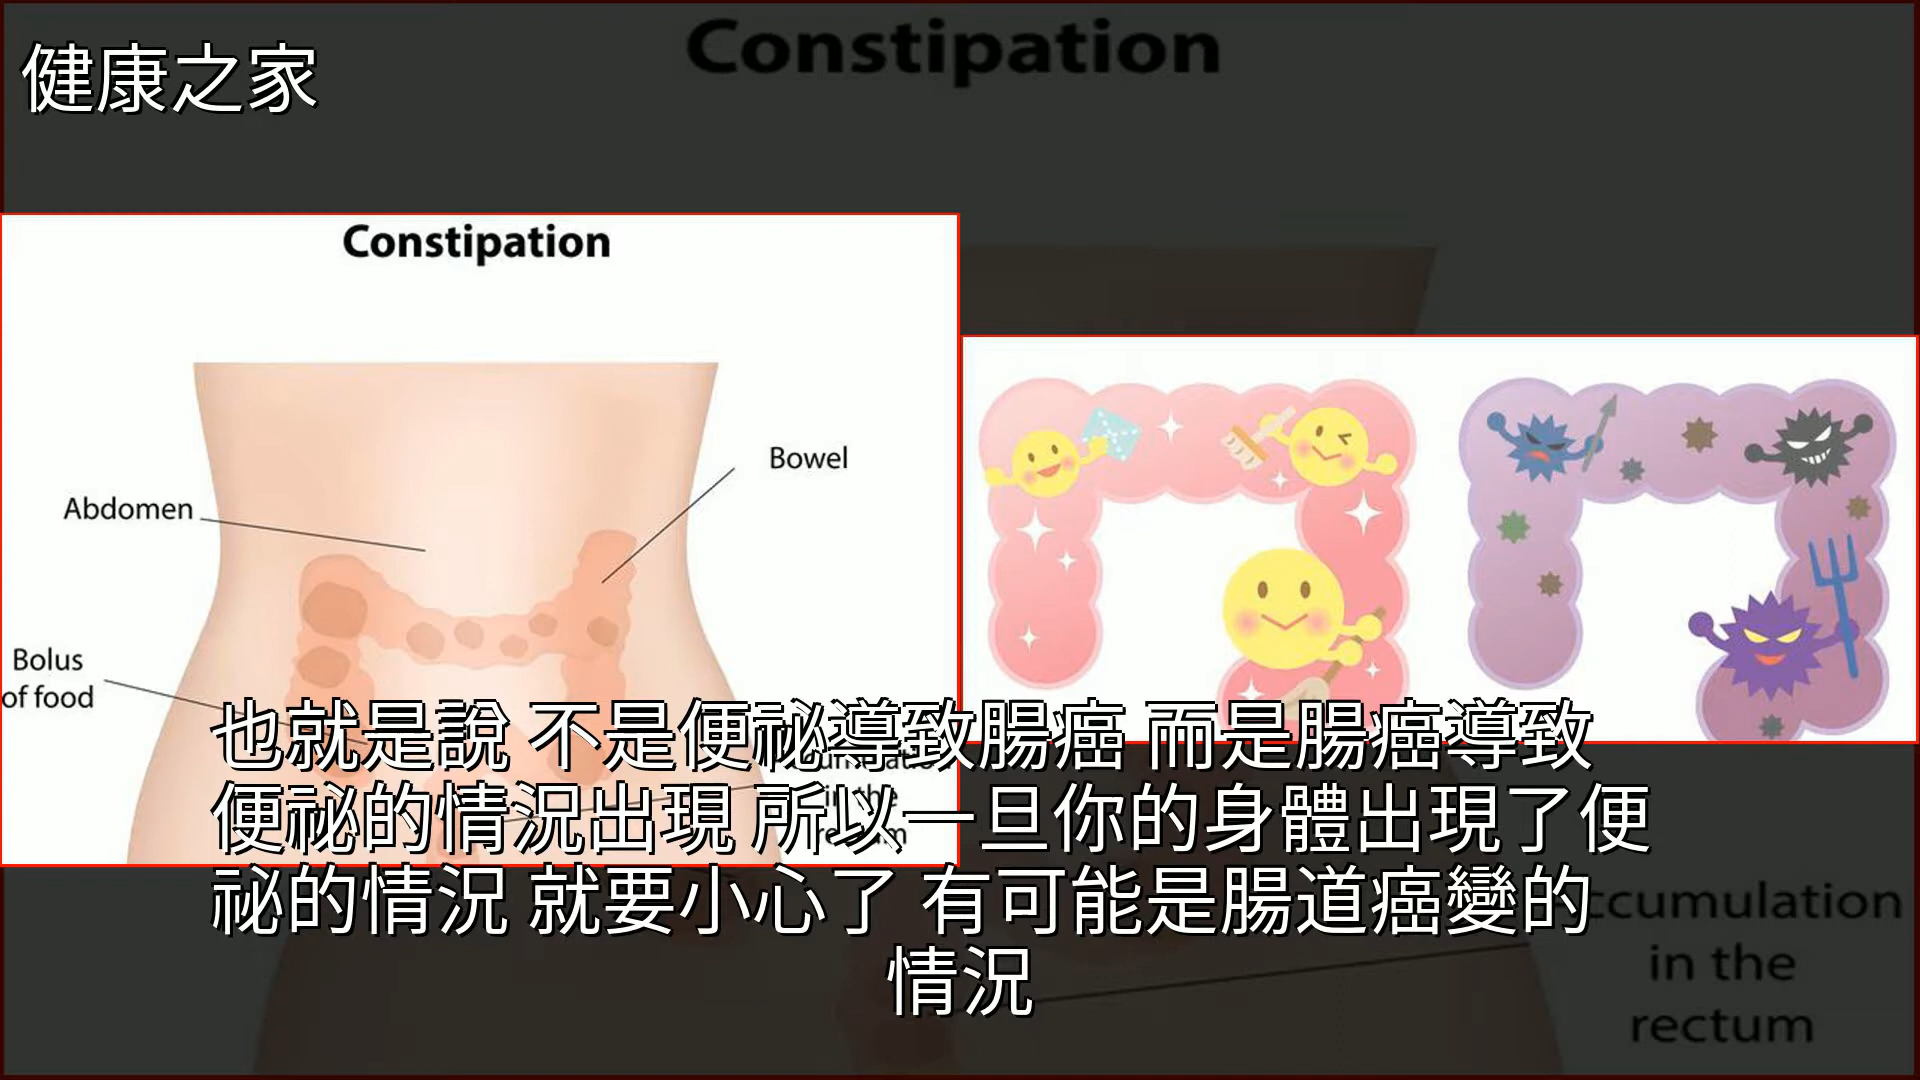 健康之家
Constipation
Constipation
Bowel
Abdomen
Bolus
of food
in the
也就是說 不是便祕導致腸癌 而是腸癌導致
便祕的情況出現 所以一旦你的身體出現了便
祕的情況 就要小心了 有可能是腸道癌變的
情況
ccumulation
in the
rectum